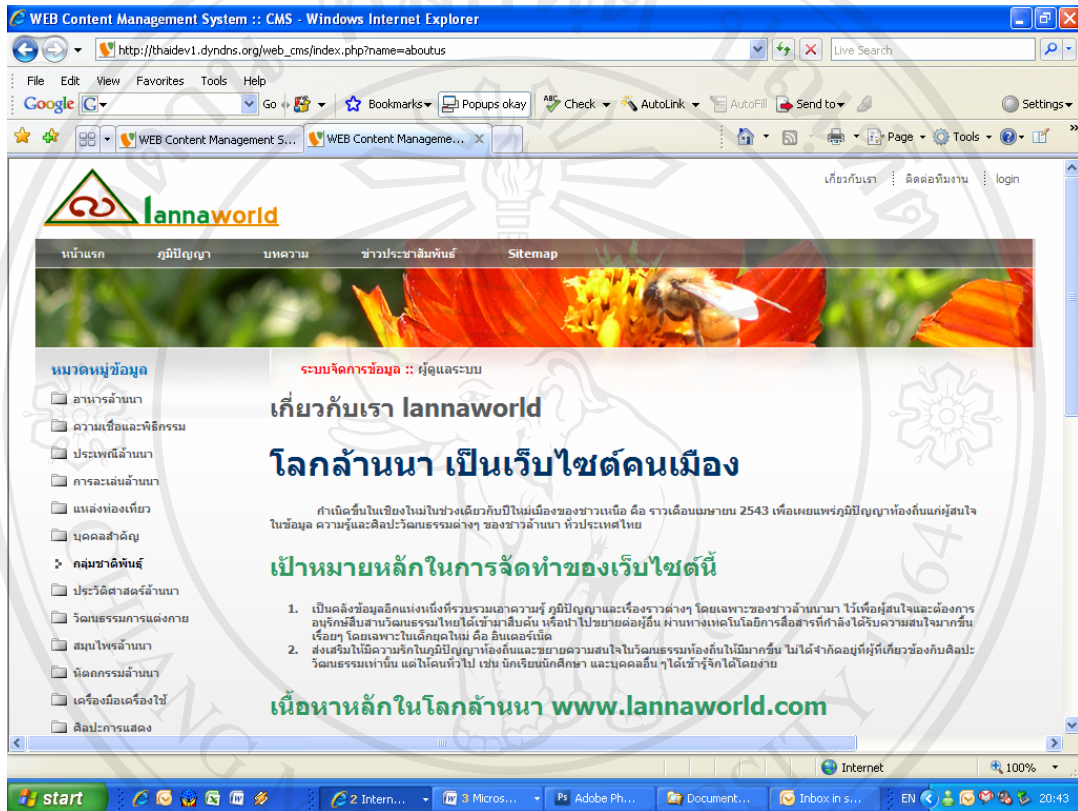 WEB Content Management System :: CMS - Windows Internet Explorer
http://thaidev1.dyndns.org/web_cms/index.php?name=aboutus
Live Search
File Edit View Favorites Tools Help
Google Go Bookmarks Popups okay Check AutoLink AutoFill Send to Settings
WEB Content Management S... WEB Content Manageme... Page Tools
เกี่ยวกับเรา ติดต่อทีมงาน login
lannaworld
หน้าแรก ภูมิปัญญา บทความ ข่าวประชาสัมพันธ์ Sitemap
หมวดหมู่ข้อมูล
อาหารล้านนา
ความเชื่อและพิธีกรรม
ประเพณีล้านนา
การละเล่นล้านนา
แหล่งท่องเที่ยว
บุคคลสำคัญ
กลุ่มชาติพันธุ์
ประวัติศาสตร์ล้านนา
วัฒนธรรมการแต่งกาย
สมุนไพรล้านนา
หัตถกรรมล้านนา
เครื่องมือเครื่องใช้
ศิลปะการแสดง
ระบบจัดการข้อมูล :: ผู้ดูแลระบบ
เกี่ยวกับเรา lannaworld
โลกล้านนา เป็นเว็บไซต์คนเมือง
กำเนิดขึ้นในเชียงใหม่ในช่วงเดียวกับปีใหม่เมืองของชาวเหนือ คือ ราวเดือนเมษายน 2543 เพื่อเผยแพร่ภูมิปัญญาท้องถิ่นแก่ผู้สนใจ
ในข้อมูล ความรู้และศิลปะวัฒนธรรมต่างๆ ของชาวล้านนา ทั่วประเทศไทย
เป้าหมายหลักในการจัดทำของเว็บไซต์นี้
1. เป็นคลังข้อมูลอีกแห่งหนึ่งที่รวบรวมเอาความรู้ ภูมิปัญญาและเรื่องราวต่างๆ โดยเฉพาะของชาวล้านนามา ไว้เพื่อผู้สนใจและต้องการ
อนุรักษ์สืบสานวัฒนธรรมไทยได้เข้ามาสืบค้น หรือนำไปขยายต่อผู้อื่น ผ่านทางเทคโนโลยีการสื่อสารที่กำลังได้รับความสนใจมากขึ้น
เรื่อยๆ โดยเฉพาะในเด็กยุคใหม่ คือ อินเตอร์เน็ต
2. ส่งเสริมให้มีความรักในภูมิปัญญาท้องถิ่นและขยายความสนใจในวัฒนธรรมท้องถิ่นให้มีมากขึ้น ไม่ได้จำกัดอยู่ที่ผู้ที่เกี่ยวข้องกับศิลปะ
วัฒนธรรมเท่านั้น แต่ให้คนทั่วไป เช่น นักเรียนนักศึกษา และบุคคลอื่น ๆได้เข้ารู้จักได้โดยง่าย
เนื้อหาหลักในโลกล้านนา www.lannaworld.com
Internet 100%
start 2 Intern... 3 Micros... Adobe Ph... Document... Inbox in s... EN 20:43